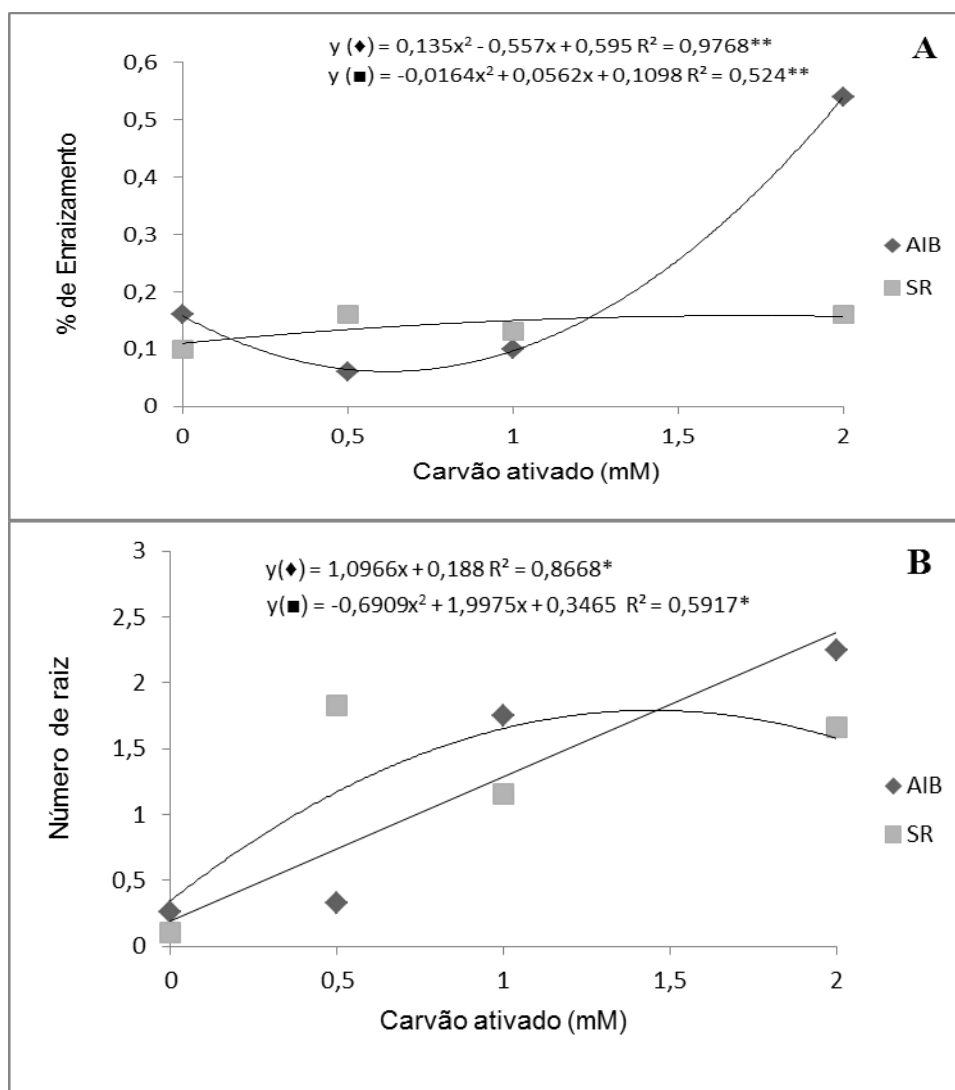 y (♦) = 0,135x² - 0,557x + 0,595 R² = 0,9768**
A
y (■) = -0,0164x² + 0,0562x + 0,1098 R² = 0,524**
% de Enraizamento
0,6
0,5
0,4
0,3
0,2
0,1
0
0 0,5 1 1,5 2
Carvão ativado (mM)
AIB
SR
y(♦) = 1,0966x + 0,188 R² = 0,8668*
B
y(■) = -0,6909x² + 1,9975x + 0,3465 R² = 0,5917*
Número de raiz
3
2,5
2
1,5
1
0,5
0
0 0,5 1 1,5 2
Carvão ativado (mM)
AIB
SR